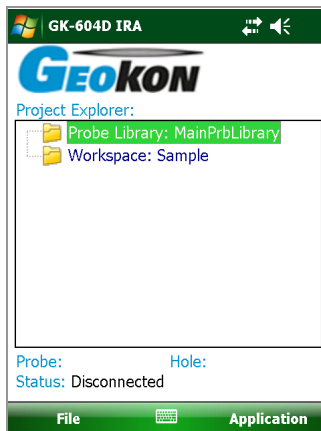 GK-604D IRA
GEOKON
Project Explorer:
Probe Library: MainPrbLibrary
Workspace: Sample
Probe: Hole:
Status: Disconnected
File Application